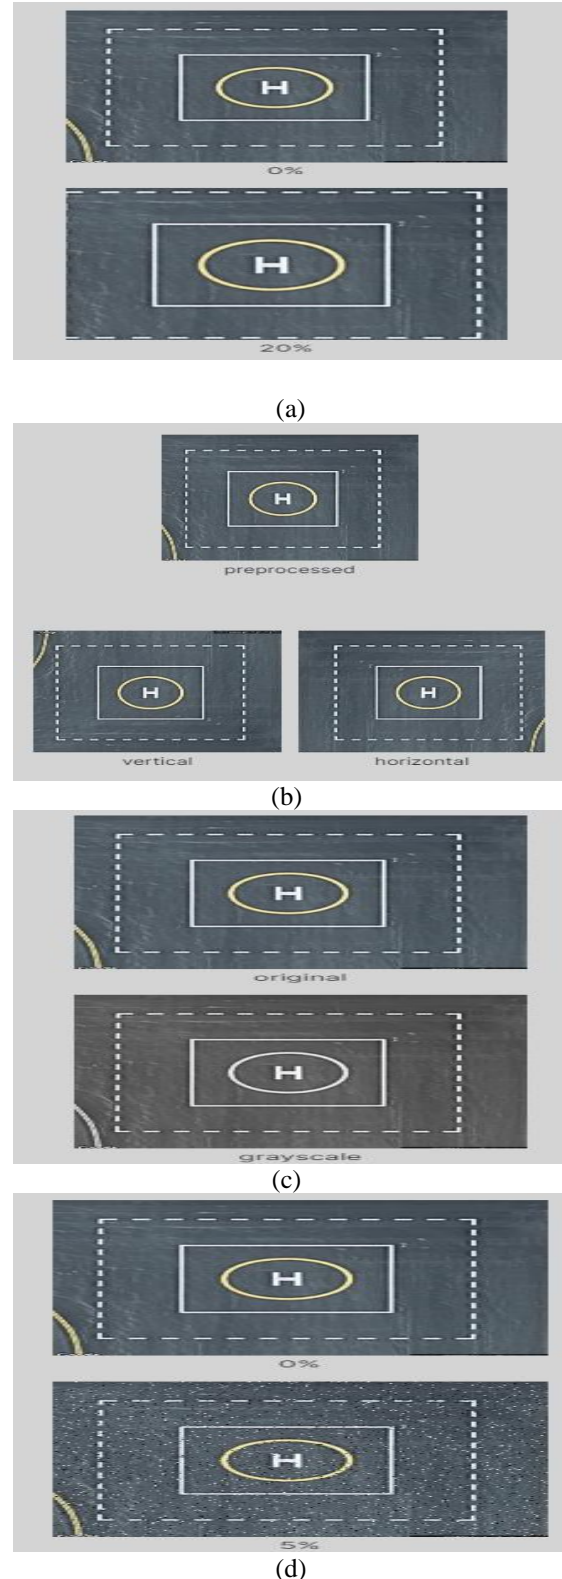 H
0%
H
20%
(a)
H
preprocessed
H
H
vertical
horizontal
(b)
H
original
H
grayscale
(c)
H
0%
H
5%
(d)